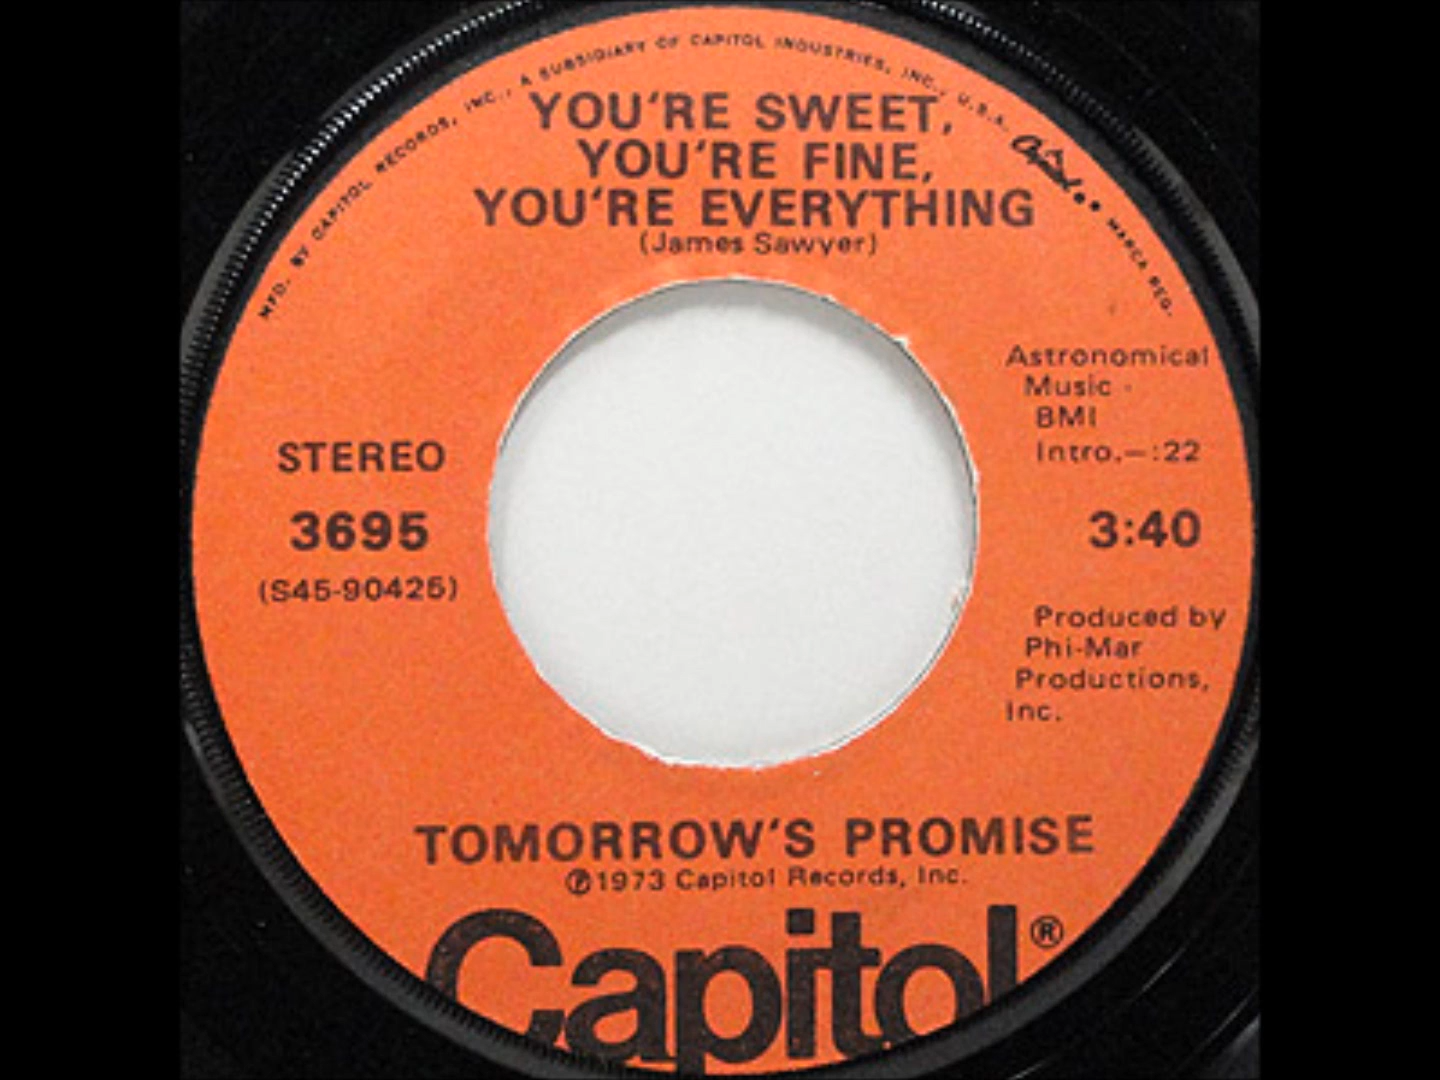 MFD. BY CAPITOL RECORDS, INC., A SUBSIDIARY OF CAPITOL INDUSTRIES, INC., U.S.A. Capitol MARCA REG.
YOU'RE SWEET,
YOU'RE FINE,
YOU'RE EVERYTHING
(James Sawyer)
Astronomical
Music -
BMI
Intro.–:22
STEREO
3695
3:40
(S45-90425)
Produced by
Phi-Mar
Productions,
Inc.
TOMORROW'S PROMISE
℗1973 Capitol Records, Inc.
Capitol®